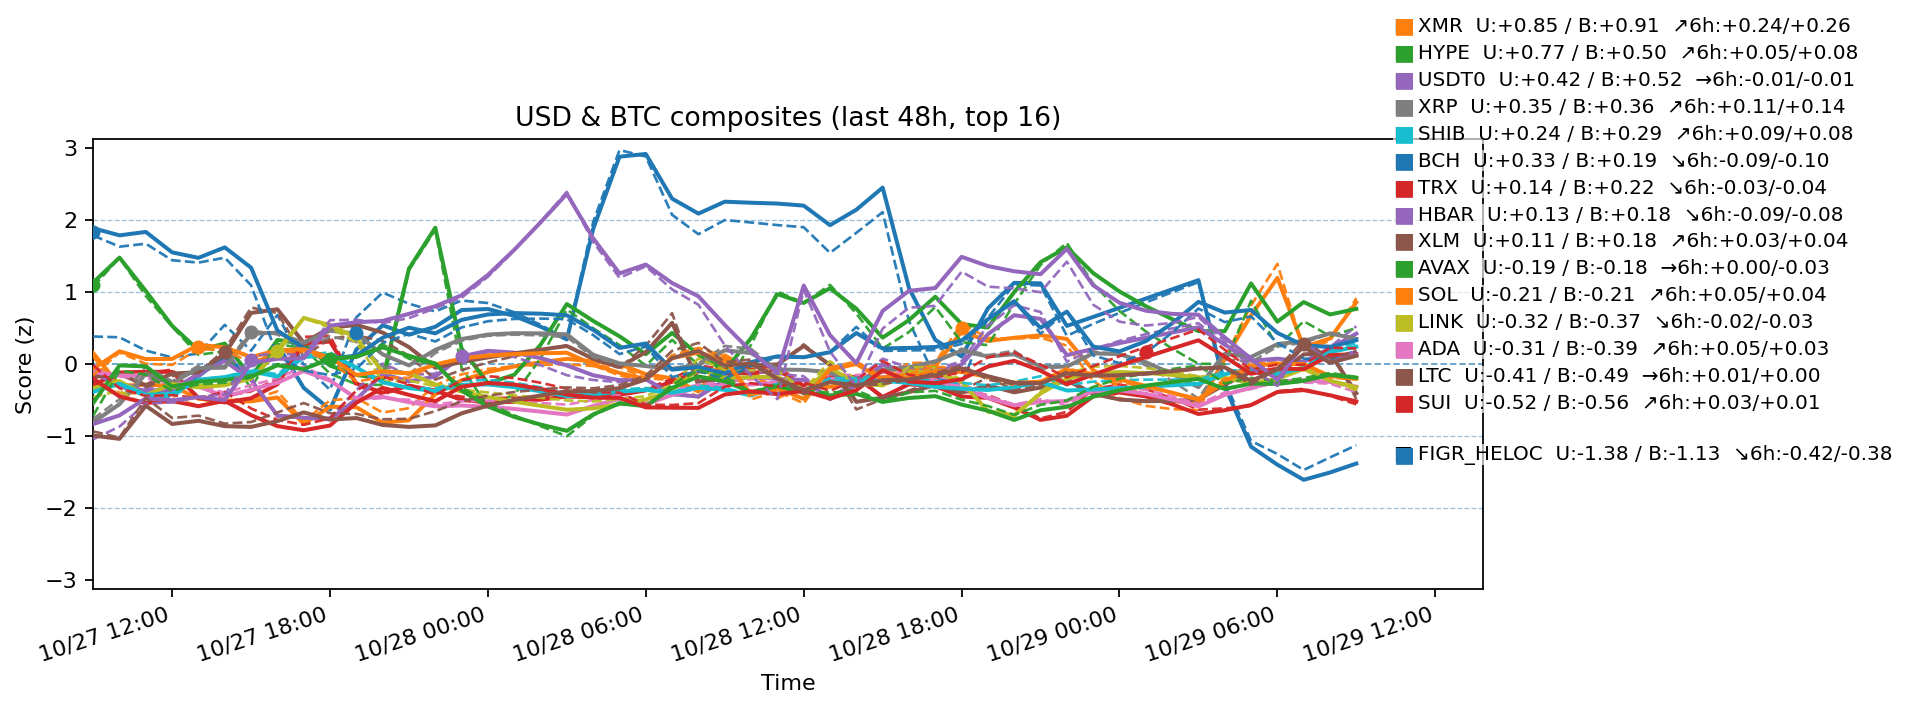 XMR  U:+0.85 / B:+0.91  ↗6h:+0.24/+0.26
HYPE  U:+0.77 / B:+0.50  ↗6h:+0.05/+0.08
USDT0  U:+0.42 / B:+0.52  →6h:-0.01/-0.01
XRP  U:+0.35 / B:+0.36  ↗6h:+0.11/+0.14
SHIB  U:+0.24 / B:+0.29  ↗6h:+0.09/+0.08
BCH  U:+0.33 / B:+0.19  ↘6h:-0.09/-0.10
TRX  U:+0.14 / B:+0.22  ↘6h:-0.03/-0.04
HBAR  U:+0.13 / B:+0.18  ↘6h:-0.09/-0.08
XLM  U:+0.11 / B:+0.18  ↗6h:+0.03/+0.04
AVAX  U:-0.19 / B:-0.18  →6h:+0.00/-0.03
SOL  U:-0.21 / B:-0.21  ↗6h:+0.05/+0.04
LINK  U:-0.32 / B:-0.37  ↘6h:-0.02/-0.03
ADA  U:-0.31 / B:-0.39  ↗6h:+0.05/+0.03
LTC  U:-0.41 / B:-0.49  →6h:+0.01/+0.00
SUI  U:-0.52 / B:-0.56  ↗6h:+0.03/+0.01
FIGR_HELOC  U:-1.38 / B:-1.13  ↘6h:-0.42/-0.38
USD & BTC composites (last 48h, top 16)
Score (z)
3
2
1
0
−1
−2
−3
10/27 12:00
10/27 18:00
10/28 00:00
10/28 06:00
10/28 12:00
10/28 18:00
10/29 00:00
10/29 06:00
10/29 12:00
Time